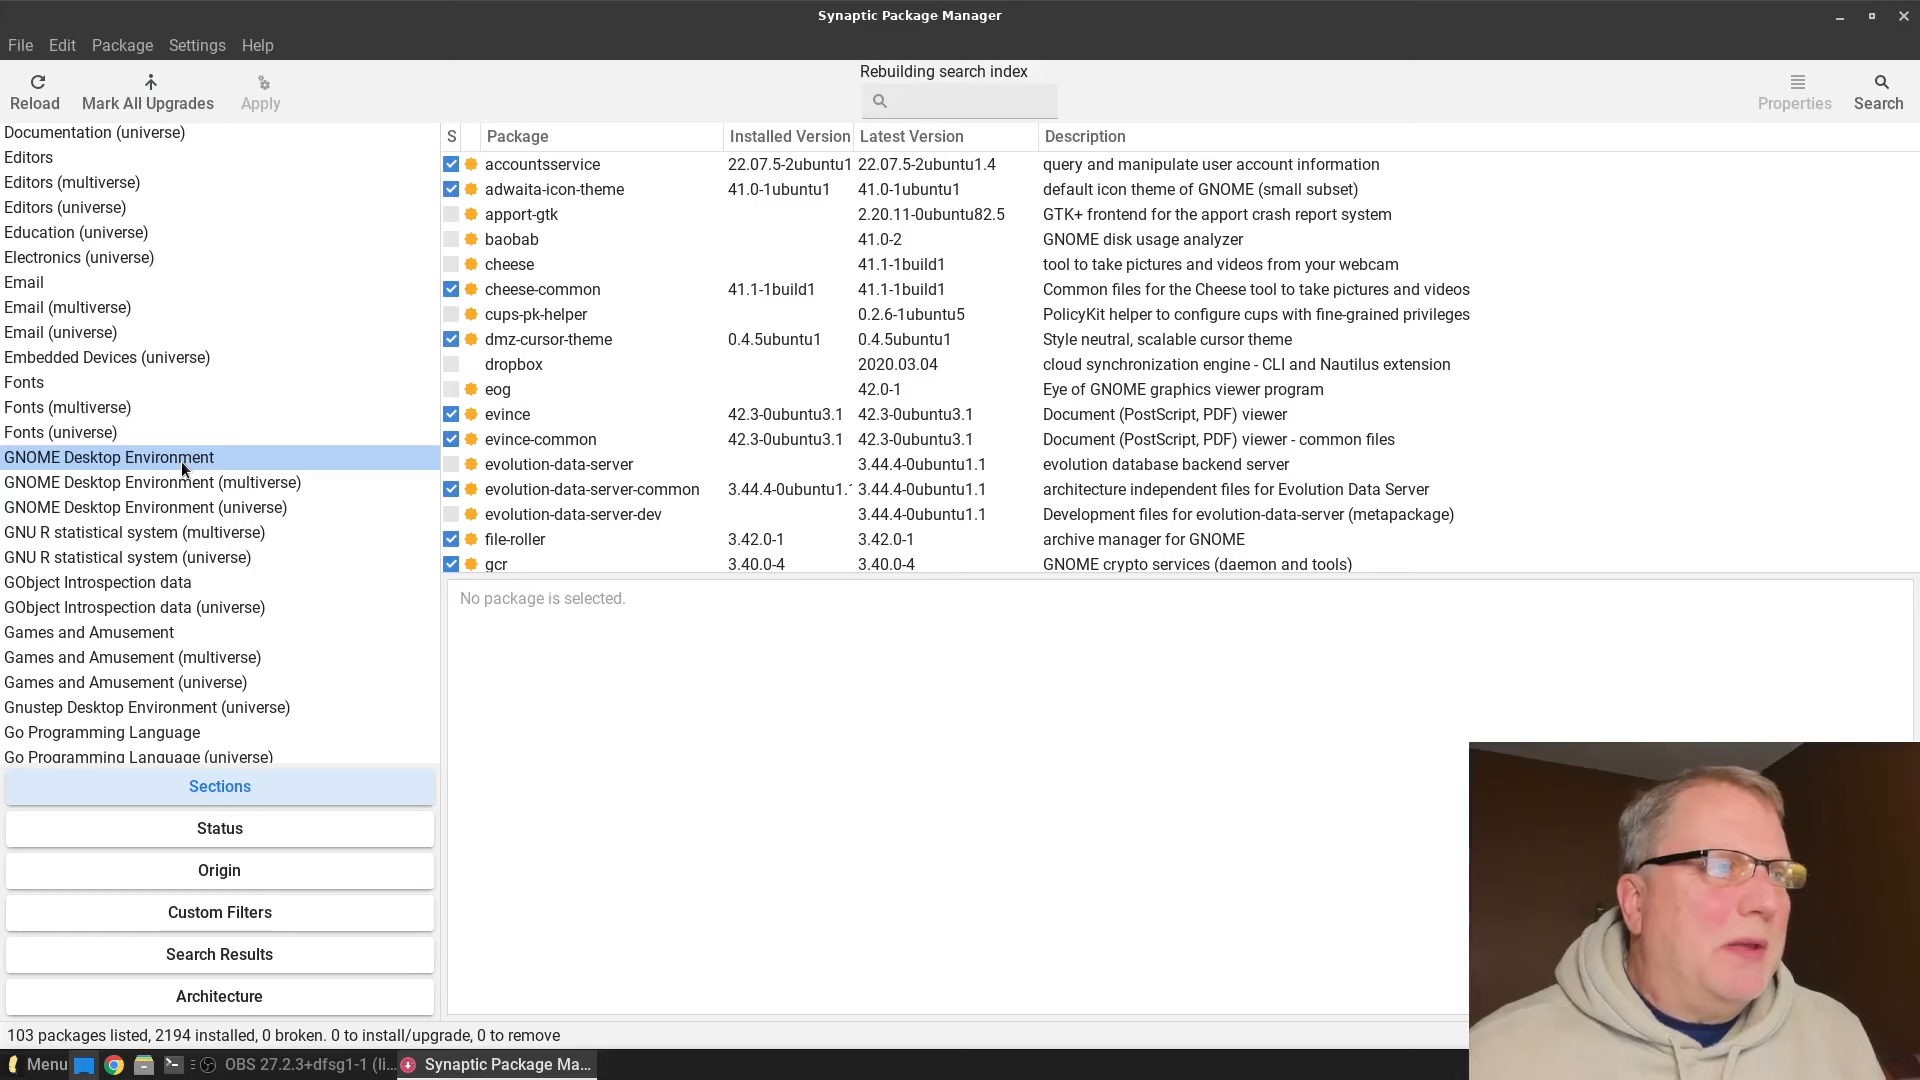 Synaptic Package Manager
File Edit Package Settings Help
Rebuilding search index
Reload Mark All Upgrades Apply Properties Search
Documentation (universe)
Editors
Editors (multiverse)
Editors (universe)
Education (universe)
Electronics (universe)
Email
Email (multiverse)
Email (universe)
Embedded Devices (universe)
Fonts
Fonts (multiverse)
Fonts (universe)
GNOME Desktop Environment
GNOME Desktop Environment (multiverse)
GNOME Desktop Environment (universe)
GNU R statistical system (multiverse)
GNU R statistical system (universe)
GObject Introspection data
GObject Introspection data (universe)
Games and Amusement
Games and Amusement (multiverse)
Games and Amusement (universe)
Gnustep Desktop Environment (universe)
Go Programming Language
Go Programming Language (universe)
Sections
Status
Origin
Custom Filters
Search Results
Architecture
S Package Installed Version Latest Version Description
accountsservice 22.07.5-2ubuntu1 22.07.5-2ubuntu1.4 query and manipulate user account information
adwaita-icon-theme 41.0-1ubuntu1 41.0-1ubuntu1 default icon theme of GNOME (small subset)
apport-gtk 2.20.11-0ubuntu82.5 GTK+ frontend for the apport crash report system
baobab 41.0-2 GNOME disk usage analyzer
cheese 41.1-1build1 tool to take pictures and videos from your webcam
cheese-common 41.1-1build1 41.1-1build1 Common files for the Cheese tool to take pictures and videos
cups-pk-helper 0.2.6-1ubuntu5 PolicyKit helper to configure cups with fine-grained privileges
dmz-cursor-theme 0.4.5ubuntu1 0.4.5ubuntu1 Style neutral, scalable cursor theme
dropbox 2020.03.04 cloud synchronization engine - CLI and Nautilus extension
eog 42.0-1 Eye of GNOME graphics viewer program
evince 42.3-0ubuntu3.1 42.3-0ubuntu3.1 Document (PostScript, PDF) viewer
evince-common 42.3-0ubuntu3.1 42.3-0ubuntu3.1 Document (PostScript, PDF) viewer - common files
evolution-data-server 3.44.4-0ubuntu1.1 evolution database backend server
evolution-data-server-common 3.44.4-0ubuntu1. 3.44.4-0ubuntu1.1 architecture independent files for Evolution Data Server
evolution-data-server-dev 3.44.4-0ubuntu1.1 Development files for evolution-data-server (metapackage)
file-roller 3.42.0-1 3.42.0-1 archive manager for GNOME
gcr 3.40.0-4 3.40.0-4 GNOME crypto services (daemon and tools)
No package is selected.
103 packages listed, 2194 installed, 0 broken. 0 to install/upgrade, 0 to remove
Menu OBS 27.2.3+dfsg1-1 (li... Synaptic Package Ma...